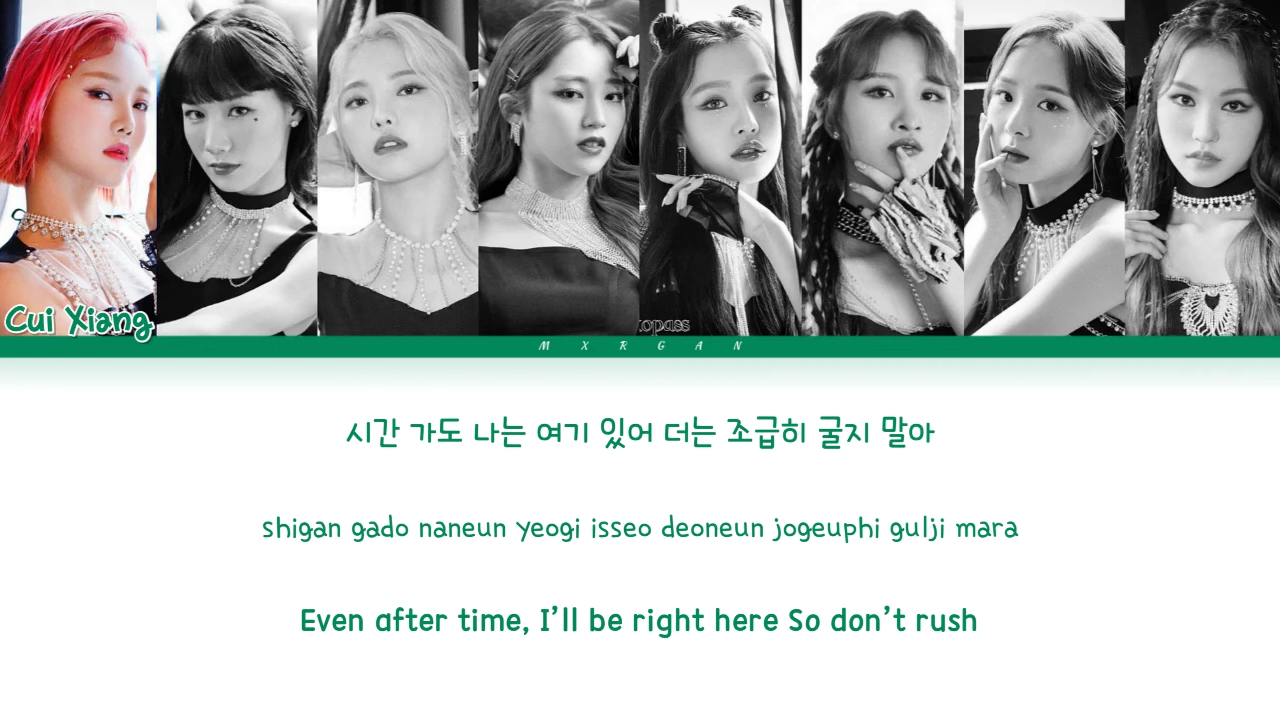 Cui Xiang
opass
M X R G A N
시간 가도 나는 여기 있어 더는 조급히 굴지 말아
shigan gado naneun yeogi isseo deoneun jogeuphi gulji mara
Even after time, I'll be right here So don't rush